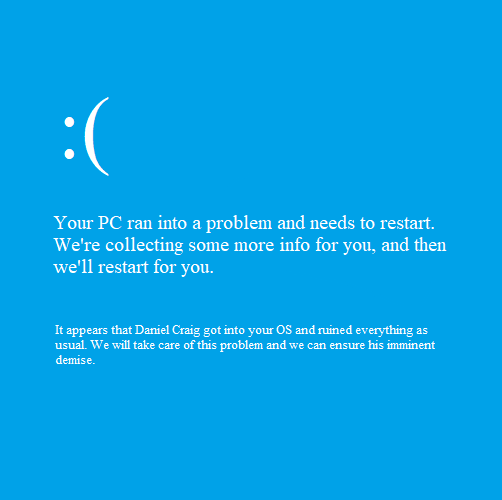 :(
Your PC ran into a problem and needs to restart.
We're collecting some more info for you, and then
we'll restart for you.
It appears that Daniel Craig got into your OS and ruined everything as
usual. We will take care of this problem and we can ensure his imminent
demise.